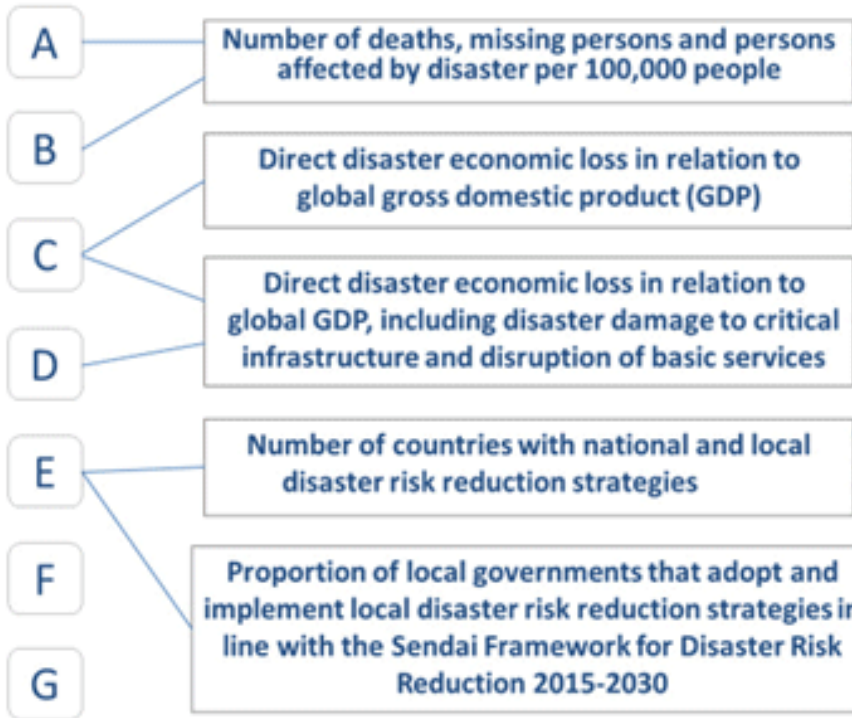 A
Number of deaths, missing persons and persons
affected by disaster per 100,000 people
B
Direct disaster economic loss in relation to
global gross domestic product (GDP)
C
Direct disaster economic loss in relation to
global GDP, including disaster damage to critical
infrastructure and disruption of basic services
D
Number of countries with national and local
disaster risk reduction strategies
E
F
Proportion of local governments that adopt and
implement local disaster risk reduction strategies in
line with the Sendai Framework for Disaster Risk
Reduction 2015-2030
G